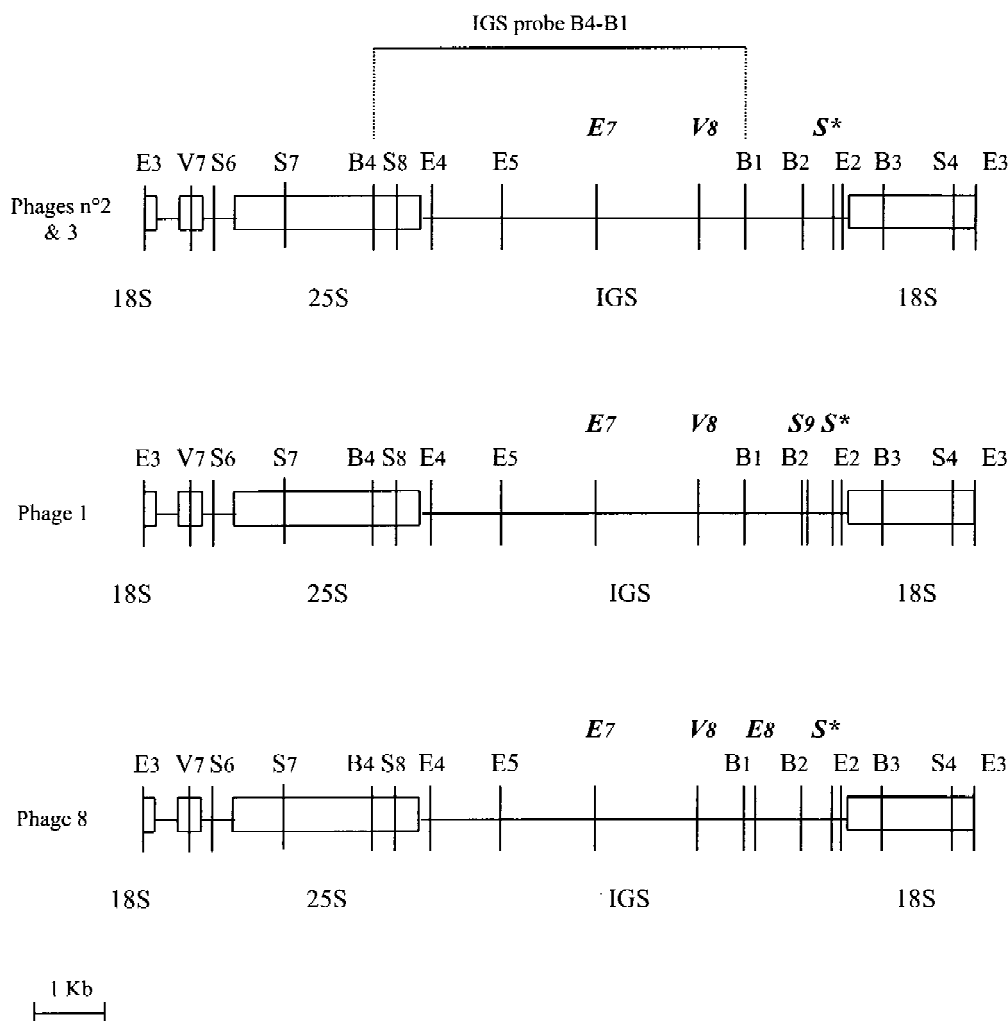 IGS probe B4-B1
E7 V8 S*
E3 V7 S6 S7 B4 S8 E4 E5 B1 B2 E2 B3 S4 E3
Phages n°2
& 3
18S 25S IGS 18S
E7 V8 S9 S*
E3 V7 S6 S7 B4 S8 E4 E5 B1 B2 E2 B3 S4 E3
Phage 1
18S 25S IGS 18S
E7 V8 E8 S*
E3 V7 S6 S7 B4 S8 E4 E5 B1 B2 E2 B3 S4 E3
Phage 8
18S 25S IGS 18S
1 Kb